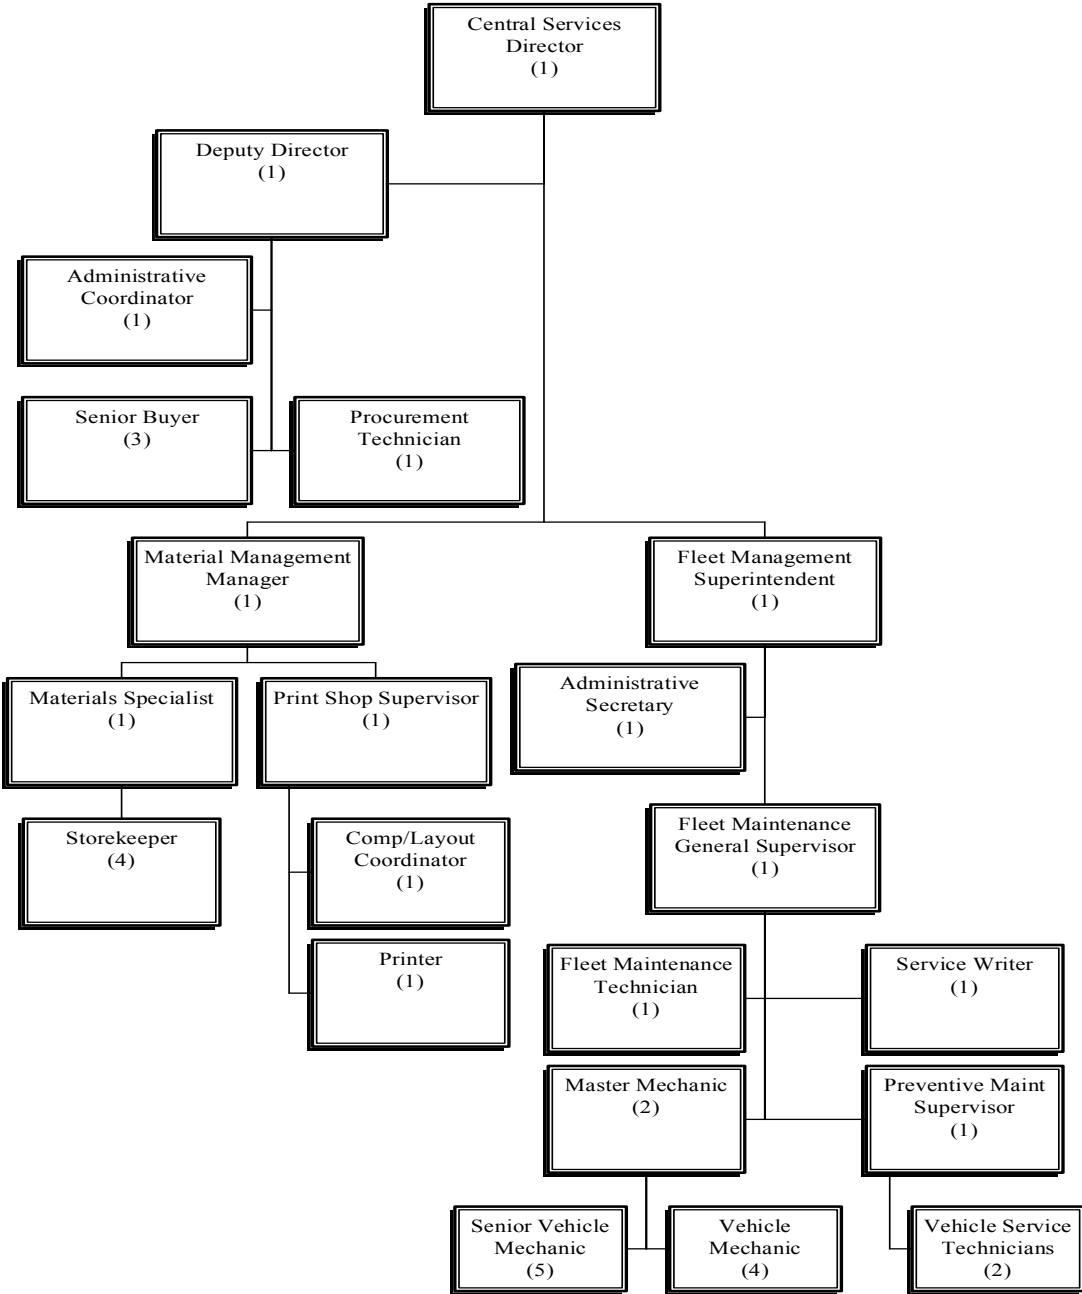 Central Services
Director
(1)
Deputy Director
(1)
Administrative
Coordinator
(1)
Senior Buyer
(3)
Procurement
Technician
(1)
Material Management
Manager
(1)
Fleet Management
Superintendent
(1)
Materials Specialist
(1)
Print Shop Supervisor
(1)
Administrative
Secretary
(1)
Storekeeper
(4)
Comp/Layout
Coordinator
(1)
Printer
(1)
Fleet Maintenance
General Supervisor
(1)
Fleet Maintenance
Technician
(1)
Service Writer
(1)
Master Mechanic
(2)
Preventive Maint
Supervisor
(1)
Senior Vehicle
Mechanic
(5)
Vehicle
Mechanic
(4)
Vehicle Service
Technicians
(2)